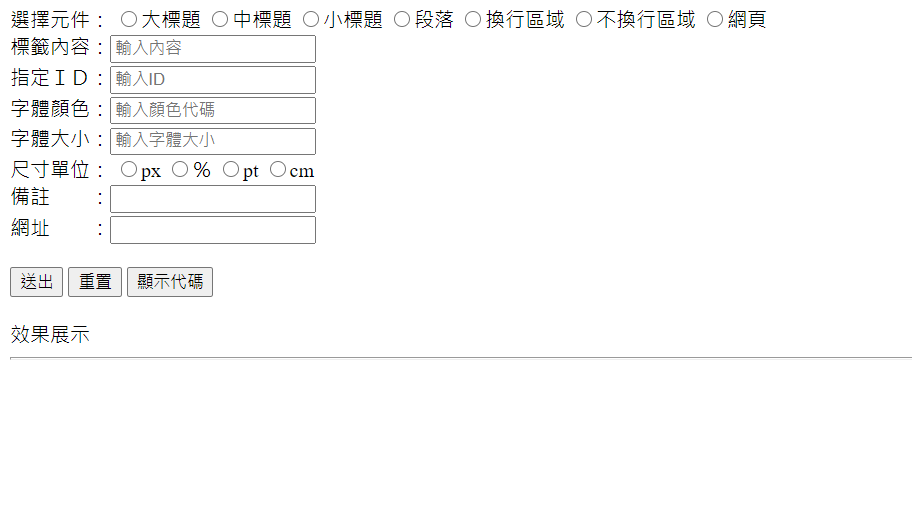 選擇元件： 大標題 中標題 小標題 段落 換行區域 不換行區域 網頁
標籤內容：輸入內容
指定ＩＤ：輸入ID
字體顏色：輸入顏色代碼
字體大小：輸入字體大小
尺寸單位： px % pt cm
備註　　：
網址　　：
送出 重置 顯示代碼
效果展示